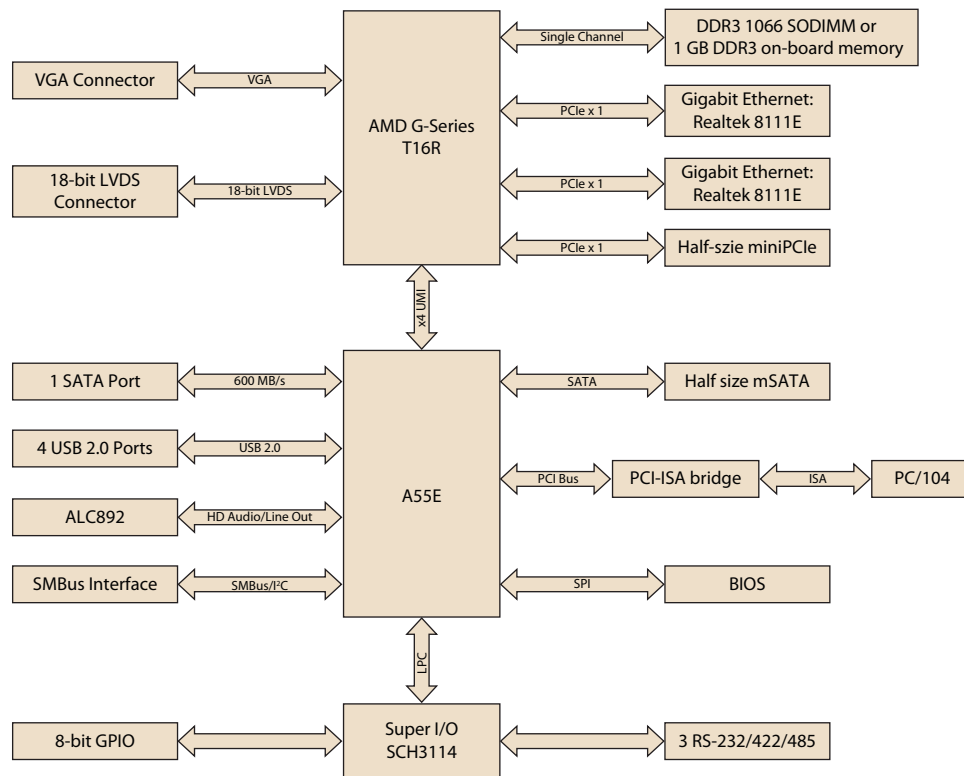 DDR3 1066 SODIMM or
1 GB DDR3 on-board memory
Single Channel
VGA Connector
VGA
AMD G-Series
T16R
PCIe x 1
Gigabit Ethernet:
Realtek 8111E
18-bit LVDS
Connector
18-bit LVDS
PCIe x 1
Gigabit Ethernet:
Realtek 8111E
PCIe x 1
Half-szie miniPCIe
x4 UMI
1 SATA Port
600 MB/s
SATA
Half size mSATA
4 USB 2.0 Ports
USB 2.0
A55E
PCI Bus
PCI-ISA bridge
ISA
PC/104
ALC892
HD Audio/Line Out
SMBus Interface
SMBus/I²C
SPI
BIOS
LPC
8-bit GPIO
Super I/O
SCH3114
3 RS-232/422/485